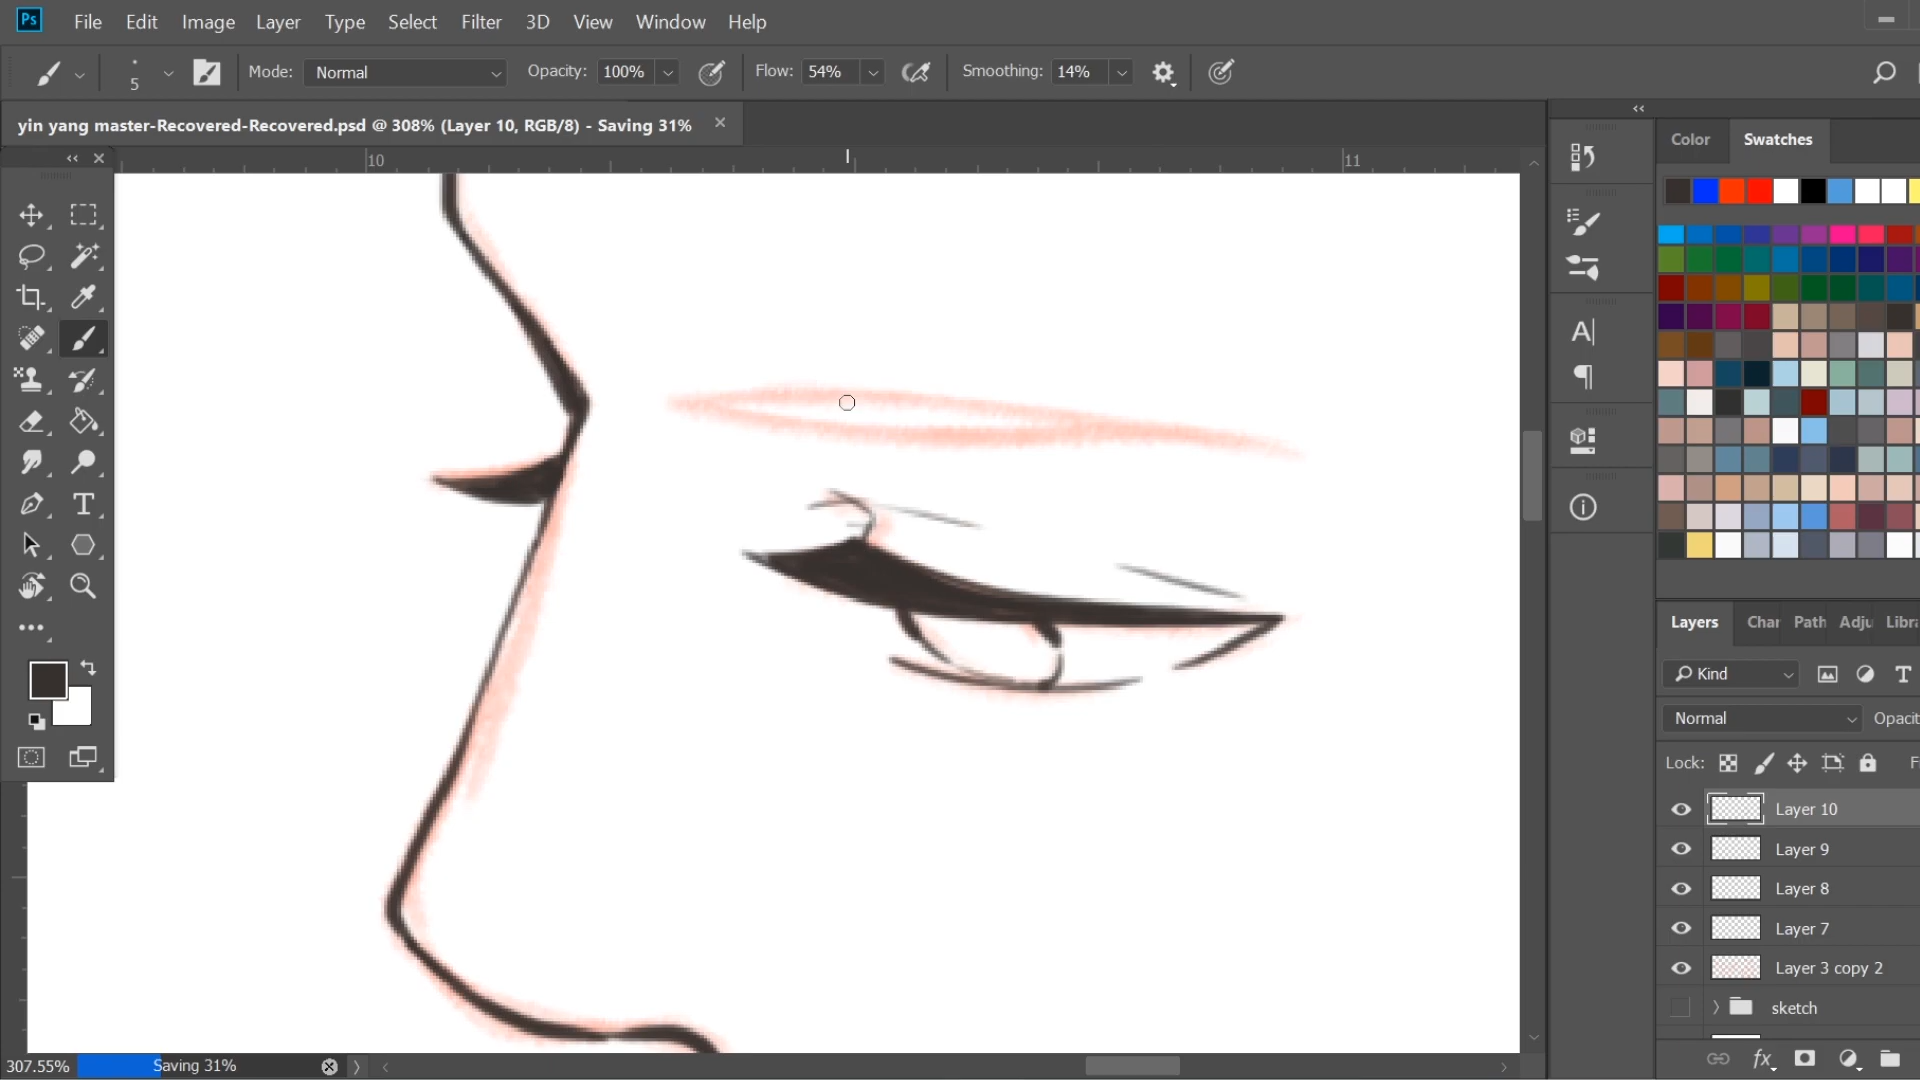 Ps File Edit Image Layer Type Select Filter 3D View Window Help
5 Mode: Normal Opacity: 100% Flow: 54% Smoothing: 14%
yin yang master-Recovered-Recovered.psd @ 308% (Layer 10, RGB/8) - Saving 31%
10 11
Color Swatches
Layers Char Path Adju Libra
Kind
Normal Opacit
Lock: Fi
Layer 10
Layer 9
Layer 8
Layer 7
Layer 3 copy 2
sketch
fx
307.55% Saving 31%